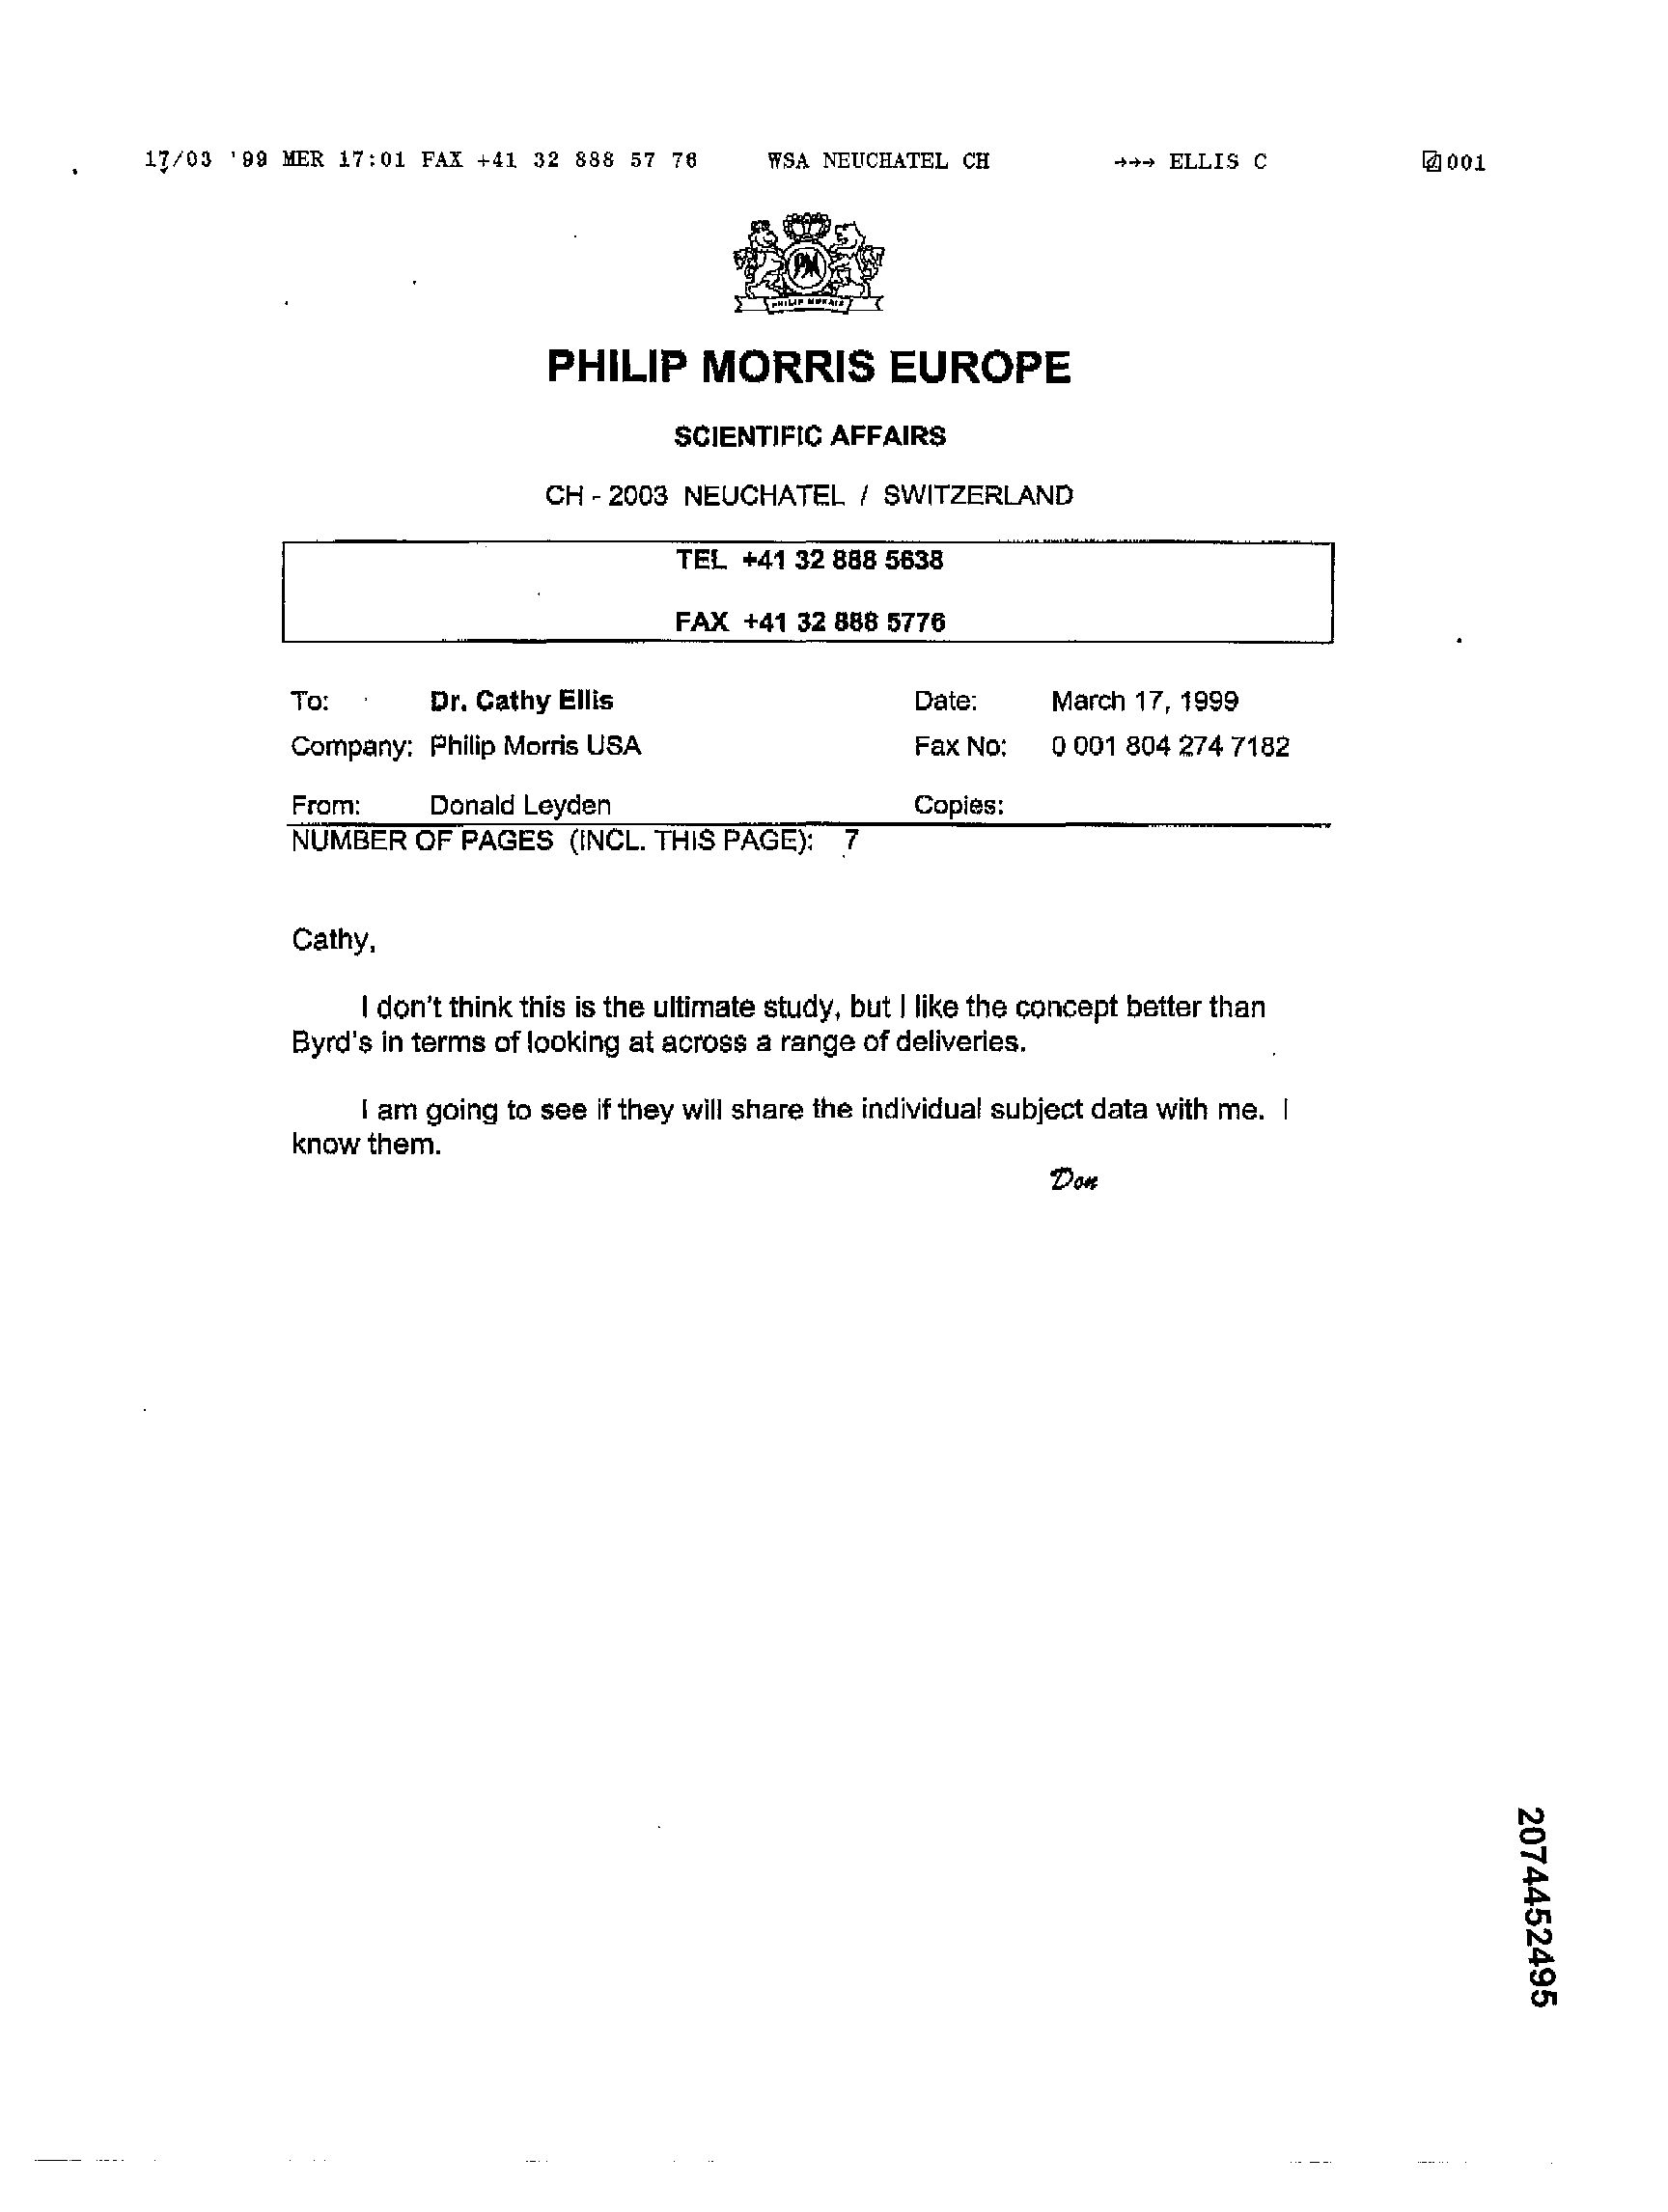 17/03 '99 MER 17:01 FAX +41 32 888 57 76 WSA NEUCHATEL CH →→→ ELLIS C 001
PM
PHILIP MORRIS
PHILIP MORRIS EUROPE
SCIENTIFIC AFFAIRS
CH - 2003 NEUCHATEL / SWITZERLAND
TEL +41 32 888 5638
FAX +41 32 888 5776
To: Dr. Cathy Ellis Date: March 17, 1999
Company: Philip Morris USA Fax No: 0 001 804 274 7182
From: Donald Leyden Copies:
NUMBER OF PAGES (INCL. THIS PAGE): 7
Cathy,
I don't think this is the ultimate study, but I like the concept better than
Byrd's in terms of looking at across a range of deliveries.
I am going to see if they will share the individual subject data with me. I
know them.
Don
2074452495